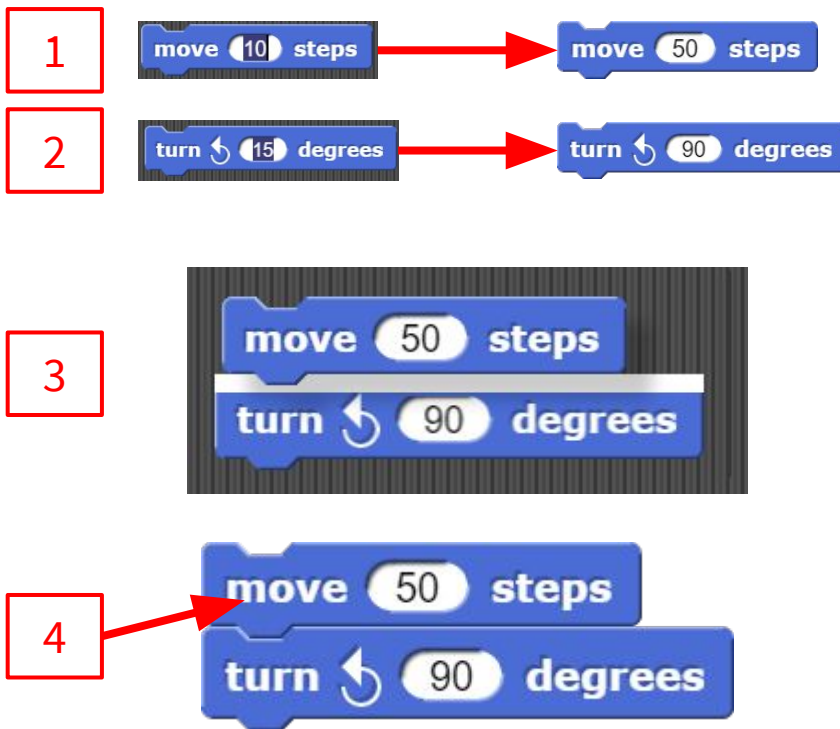 1
move 10 steps
move 50 steps
2
turn 15 degrees
turn 90 degrees
3
move 50 steps
turn 90 degrees
4
move 50 steps
turn 90 degrees